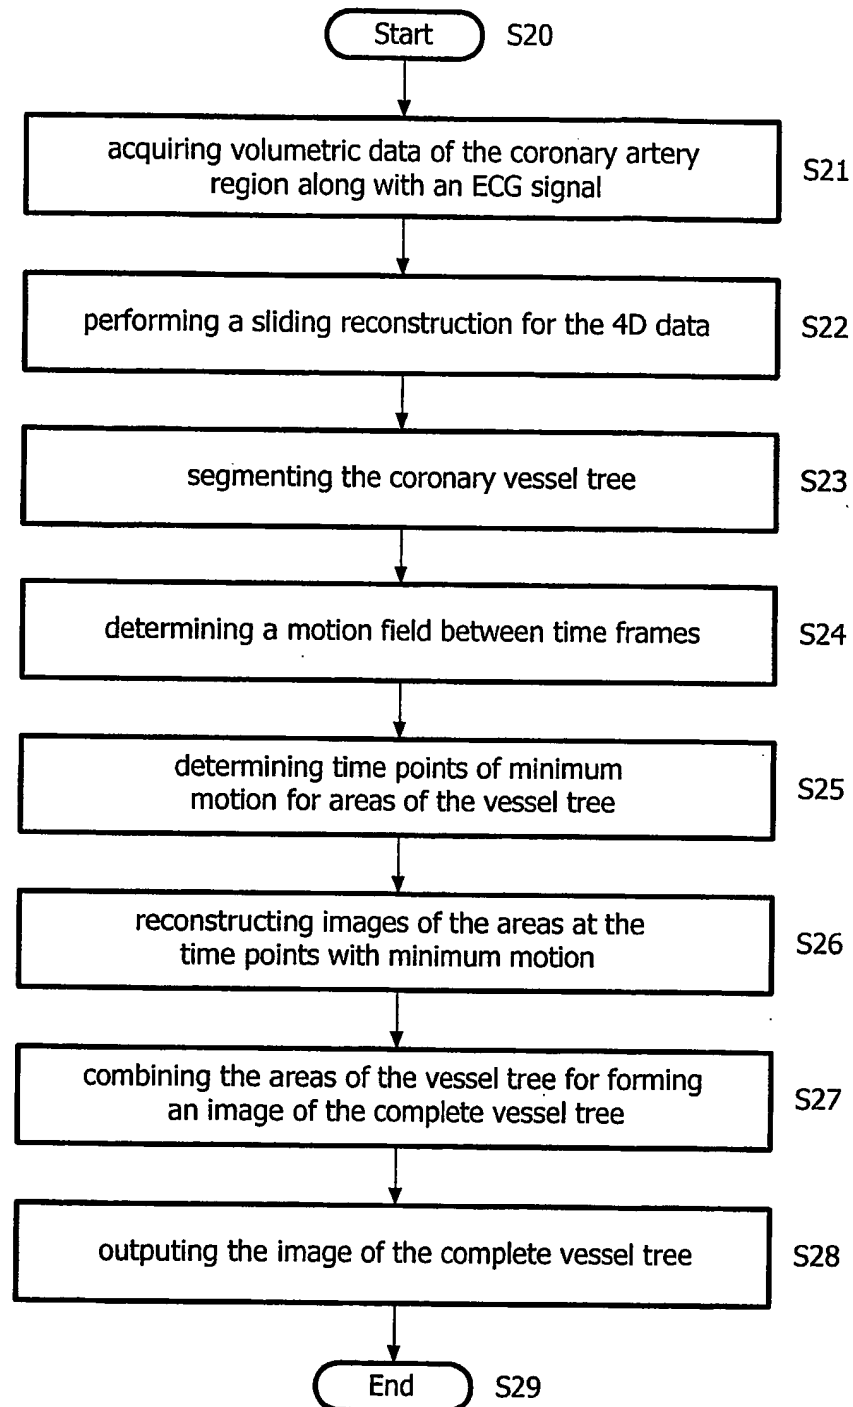 Start S20
acquiring volumetric data of the coronary artery
region along with an ECG signal
S21
performing a sliding reconstruction for the 4D data S22
segmenting the coronary vessel tree S23
determining a motion field between time frames S24
determining time points of minimum
motion for areas of the vessel tree
S25
reconstructing images of the areas at the
time points with minimum motion
S26
combining the areas of the vessel tree for forming
an image of the complete vessel tree
S27
outputing the image of the complete vessel tree S28
End S29